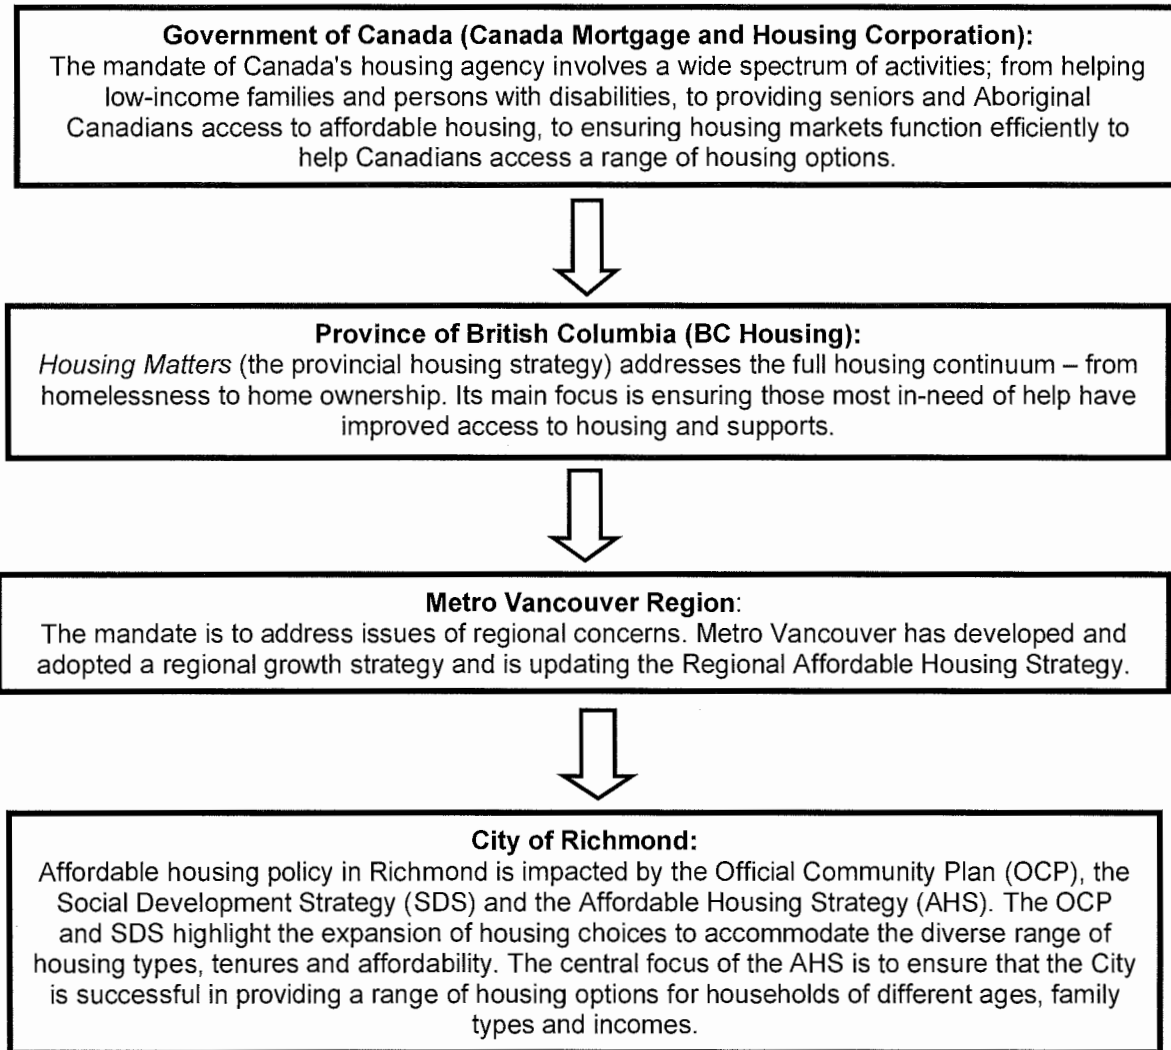 Government of Canada (Canada Mortgage and Housing Corporation):
The mandate of Canada's housing agency involves a wide spectrum of activities; from helping
low-income families and persons with disabilities, to providing seniors and Aboriginal
Canadians access to affordable housing, to ensuring housing markets function efficiently to
help Canadians access a range of housing options.
Province of British Columbia (BC Housing):
Housing Matters (the provincial housing strategy) addresses the full housing continuum – from
homelessness to home ownership. Its main focus is ensuring those most in-need of help have
improved access to housing and supports.
Metro Vancouver Region:
The mandate is to address issues of regional concerns. Metro Vancouver has developed and
adopted a regional growth strategy and is updating the Regional Affordable Housing Strategy.
City of Richmond:
Affordable housing policy in Richmond is impacted by the Official Community Plan (OCP), the
Social Development Strategy (SDS) and the Affordable Housing Strategy (AHS). The OCP
and SDS highlight the expansion of housing choices to accommodate the diverse range of
housing types, tenures and affordability. The central focus of the AHS is to ensure that the City
is successful in providing a range of housing options for households of different ages, family
types and incomes.